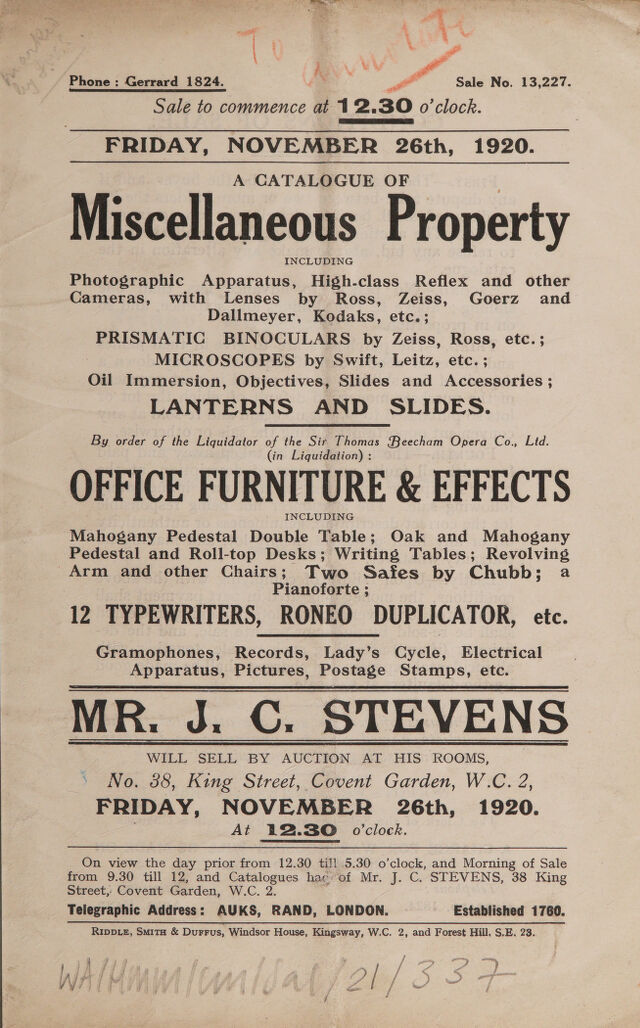 To annotate
marked
Phone : Gerrard 1824. Sale No. 13,227.
Sale to commence at 12.30 o'clock.
FRIDAY, NOVEMBER 26th, 1920.
A CATALOGUE OF
Miscellaneous Property
INCLUDING
Photographic Apparatus, High-class Reflex and other
Cameras, with Lenses by Ross, Zeiss, Goerz and
Dallmeyer, Kodaks, etc.;
PRISMATIC BINOCULARS by Zeiss, Ross, etc.;
MICROSCOPES by Swift, Leitz, etc.;
Oil Immersion, Objectives, Slides and Accessories;
LANTERNS AND SLIDES.
By order of the Liquidator of the Sir Thomas Beecham Opera Co., Ltd.
(in Liquidation) :
OFFICE FURNITURE & EFFECTS
INCLUDING
Mahogany Pedestal Double Table; Oak and Mahogany
Pedestal and Roll-top Desks; Writing Tables; Revolving
Arm and other Chairs; Two Safes by Chubb; a
Pianoforte;
12 TYPEWRITERS, RONEO DUPLICATOR, etc.
Gramophones, Records, Lady's Cycle, Electrical
Apparatus, Pictures, Postage Stamps, etc.
MR. J. C. STEVENS
WILL SELL BY AUCTION AT HIS ROOMS,
No. 38, King Street, Covent Garden, W.C. 2,
FRIDAY, NOVEMBER 26th, 1920.
At 12.30 o'clock.
On view the day prior from 12.30 till 5.30 o'clock, and Morning of Sale
from 9.30 till 12, and Catalogues had of Mr. J. C. STEVENS, 38 King
Street, Covent Garden, W.C. 2.
Telegraphic Address: AUKS, RAND, LONDON. Established 1760.
RIDDLE, SMITH & DUFFUS, Windsor House, Kingsway, W.C. 2, and Forest Hill, S.E. 23.
WA/Hmm/cm/Sal/21/337